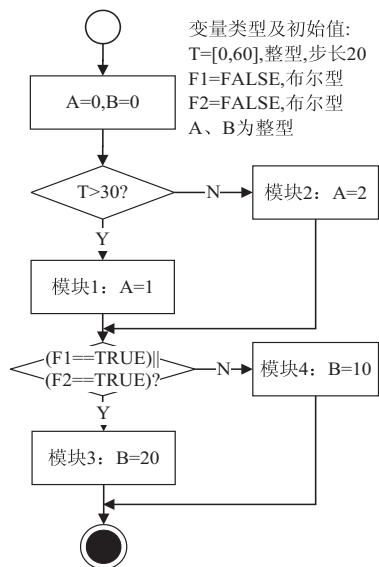 变量类型及初始值:
T=[0,60],整型,步长20
F1=FALSE,布尔型
F2=FALSE,布尔型
A、B为整型
A=0,B=0
T>30?
N
模块2：A=2
Y
模块1：A=1
(F1==TRUE)||
(F2==TRUE)?
N
模块4：B=10
Y
模块3：B=20